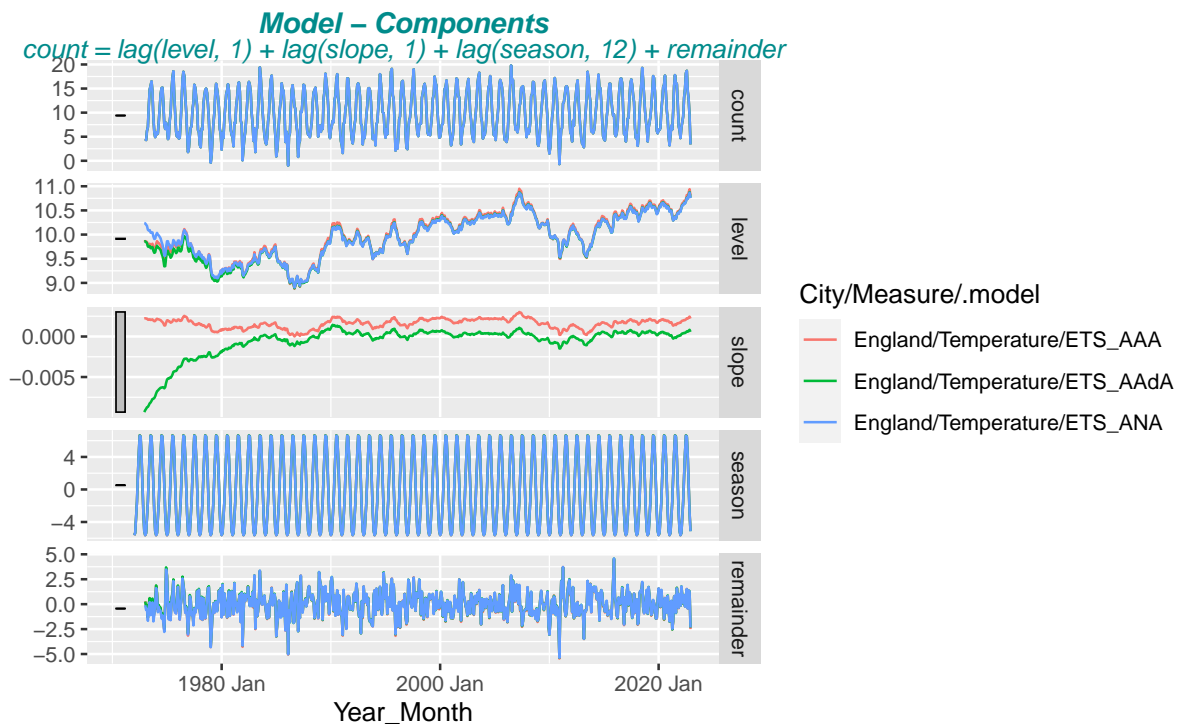 Model – Components
count = lag(level, 1) + lag(slope, 1) + lag(season, 12) + remainder
20
15
10
5
0
count
11.0
10.5
10.0
9.5
9.0
level
0.000
−0.005
slope
4
0
−4
season
5.0
2.5
0.0
−2.5
−5.0
remainder
1980 Jan
2000 Jan
2020 Jan
Year_Month
City/Measure/.model
England/Temperature/ETS_AAA
England/Temperature/ETS_AAdA
England/Temperature/ETS_ANA